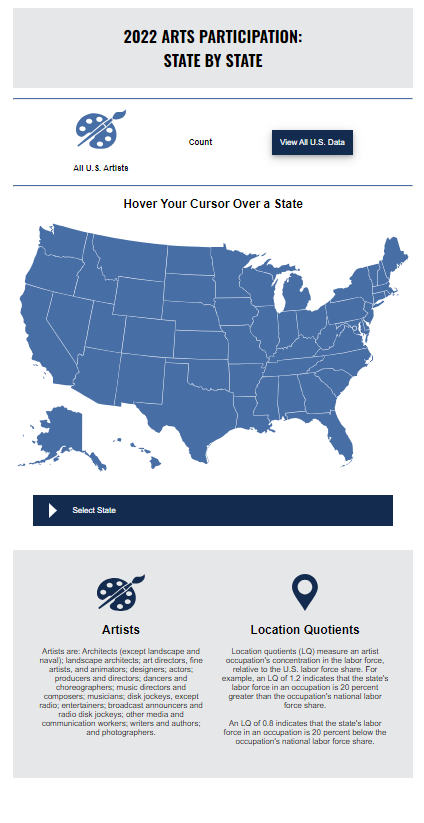 2022 ARTS PARTICIPATION:
STATE BY STATE
All U.S. Artists
Count
View All U.S. Data
Hover Your Cursor Over a State
Select State
Artists
Artists are: Architects (except landscape and
naval); landscape architects; art directors, fine
artists, and animators; designers; actors;
producers and directors; dancers and
choreographers; music directors and
composers; musicians; disk jockeys, except
radio; entertainers; broadcast announcers and
radio disk jockeys; other media and
communication workers; writers and authors;
and photographers.
Location Quotients
Location quotients (LQ) measure an artist
occupation's concentration in the labor force,
relative to the U.S. labor force share. For
example, an LQ of 1.2 indicates that the state's
labor force in an occupation is 20 percent
greater than the occupation's national labor
force share.
An LQ of 0.8 indicates that the state's labor
force in an occupation is 20 percent below the
occupation's national labor force share.